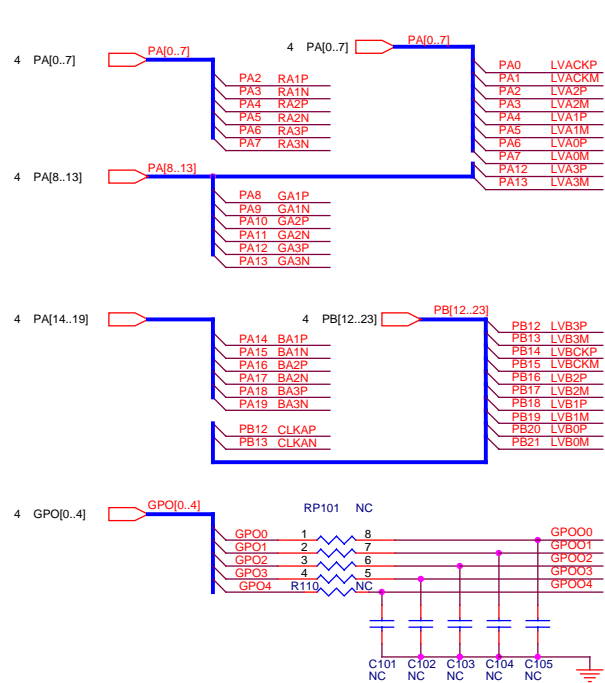 4 PA[0..7] PA[0..7]
4 PA[0..7] PA[0..7]
PA2 RA1P
PA3 RA1N
PA4 RA2P
PA5 RA2N
PA6 RA3P
PA7 RA3N
PA0 LVACKP
PA1 LVACKM
PA2 LVA2P
PA3 LVA2M
PA4 LVA1P
PA5 LVA1M
PA6 LVA0P
PA7 LVA0M
PA12 LVA3P
PA13 LVA3M
4 PA[8..13] PA[8..13]
PA8 GA1P
PA9 GA1N
PA10 GA2P
PA11 GA2N
PA12 GA3P
PA13 GA3N
4 PA[14..19]
4 PB[12..23] PB[12..23]
PA14 BA1P
PA15 BA1N
PA16 BA2P
PA17 BA2N
PA18 BA3P
PA19 BA3N
PB12 CLKAP
PB13 CLKAN
PB12 LVB3P
PB13 LVB3M
PB14 LVBCKP
PB15 LVBCKM
PB16 LVB2P
PB17 LVB2M
PB18 LVB1P
PB19 LVB1M
PB20 LVB0P
PB21 LVB0M
4 GPO[0..4] GPO[0..4]
RP101 NC
GPO0 1 8 GPOO0
GPO1 2 7 GPOO1
GPO2 3 6 GPOO2
GPO3 4 5 GPOO3
GPO4 R110 NC GPOO4
C101 C102 C103 C104 C105
NC NC NC NC NC